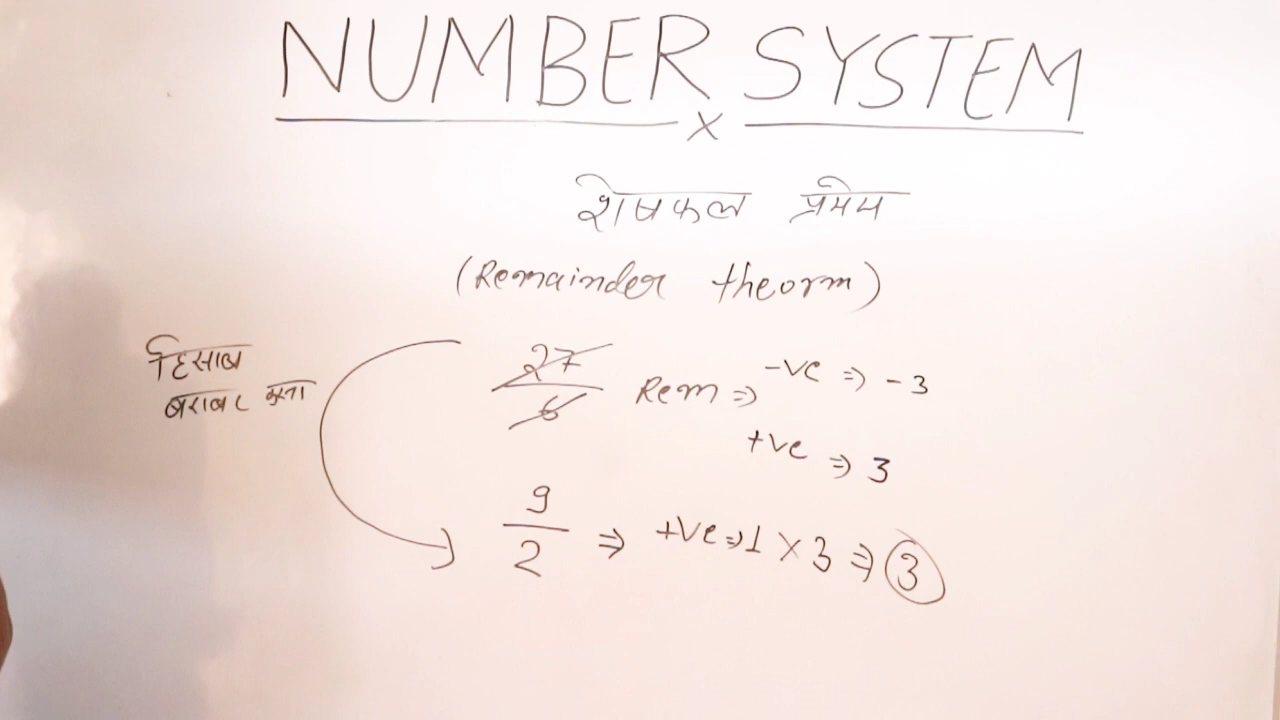 NUMBER SYSTEM
x
शेषफल प्रमेय
(Remainder theorm)
हिसाब
बराबर करना
27/6 Rem ⇒ -ve ⇒ -3
+ve ⇒ 3
9/2 ⇒ +ve ⇒ 1 × 3 ⇒ 3